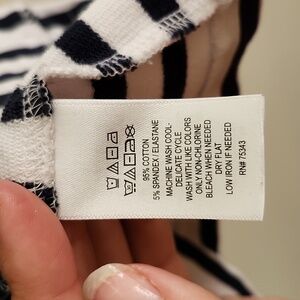 95% COTTON
5% SPANDEX / ELASTANE
MACHINE WASH COOL-
DELICATE CYCLE
WASH WITH LIKE COLORS
ONLY NON-CHLORINE
BLEACH WHEN NEEDED
DRY FLAT
LOW IRON IF NEEDED
RN# 75343